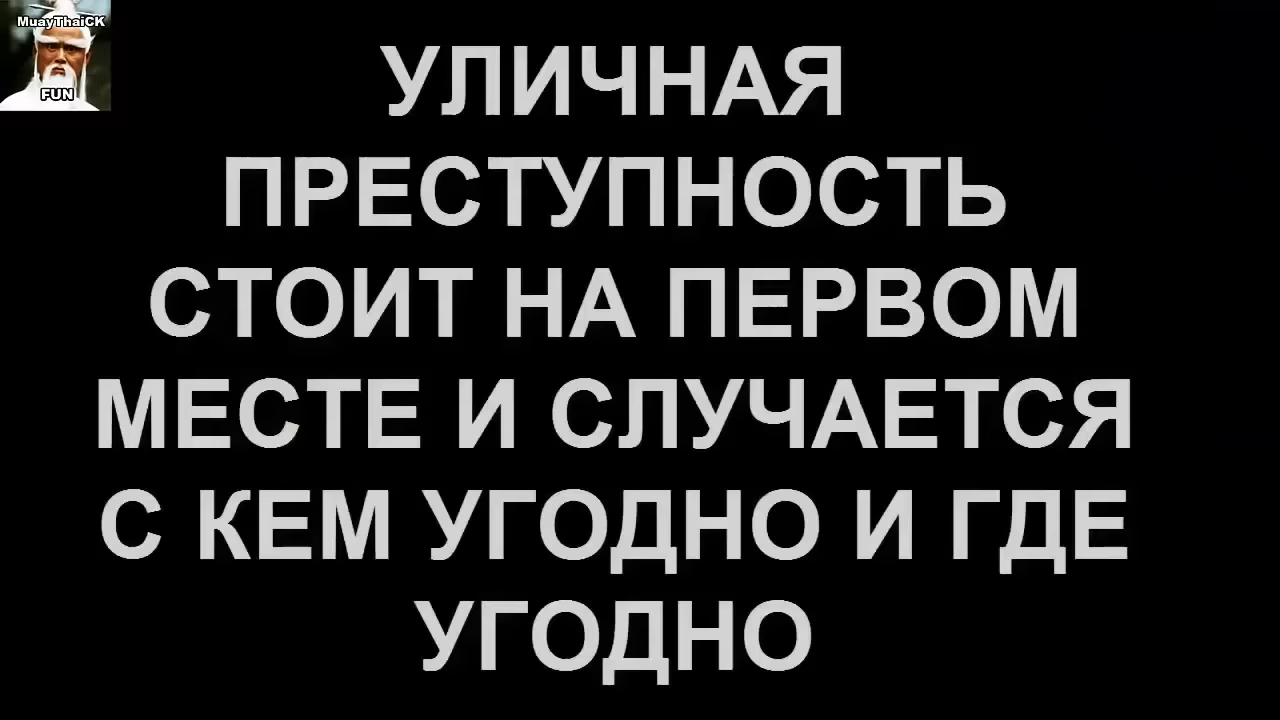 MuayThaiCK
FUN
УЛИЧНАЯ
ПРЕСТУПНОСТЬ
СТОИТ НА ПЕРВОМ
МЕСТЕ И СЛУЧАЕТСЯ
С КЕМ УГОДНО И ГДЕ
УГОДНО